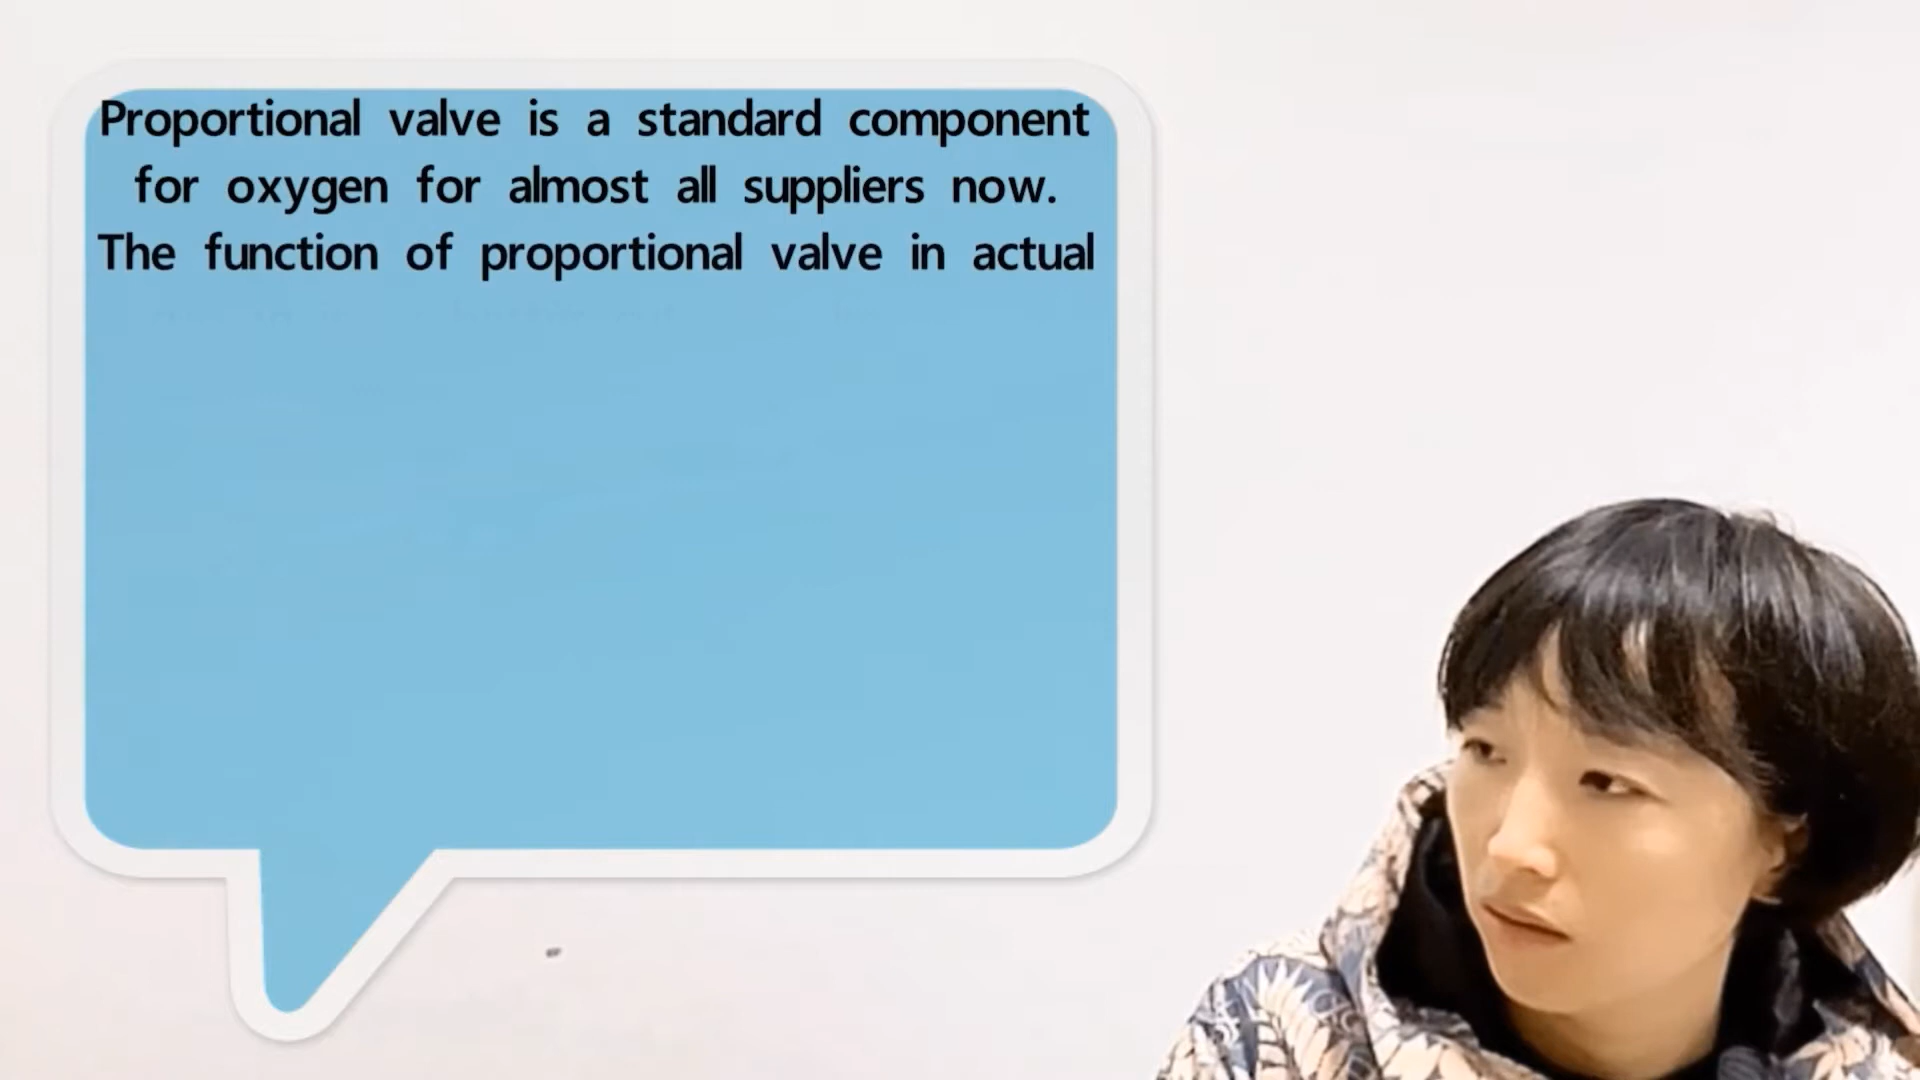 Proportional valve is a standard component
for oxygen for almost all suppliers now.
The function of proportional valve in actual